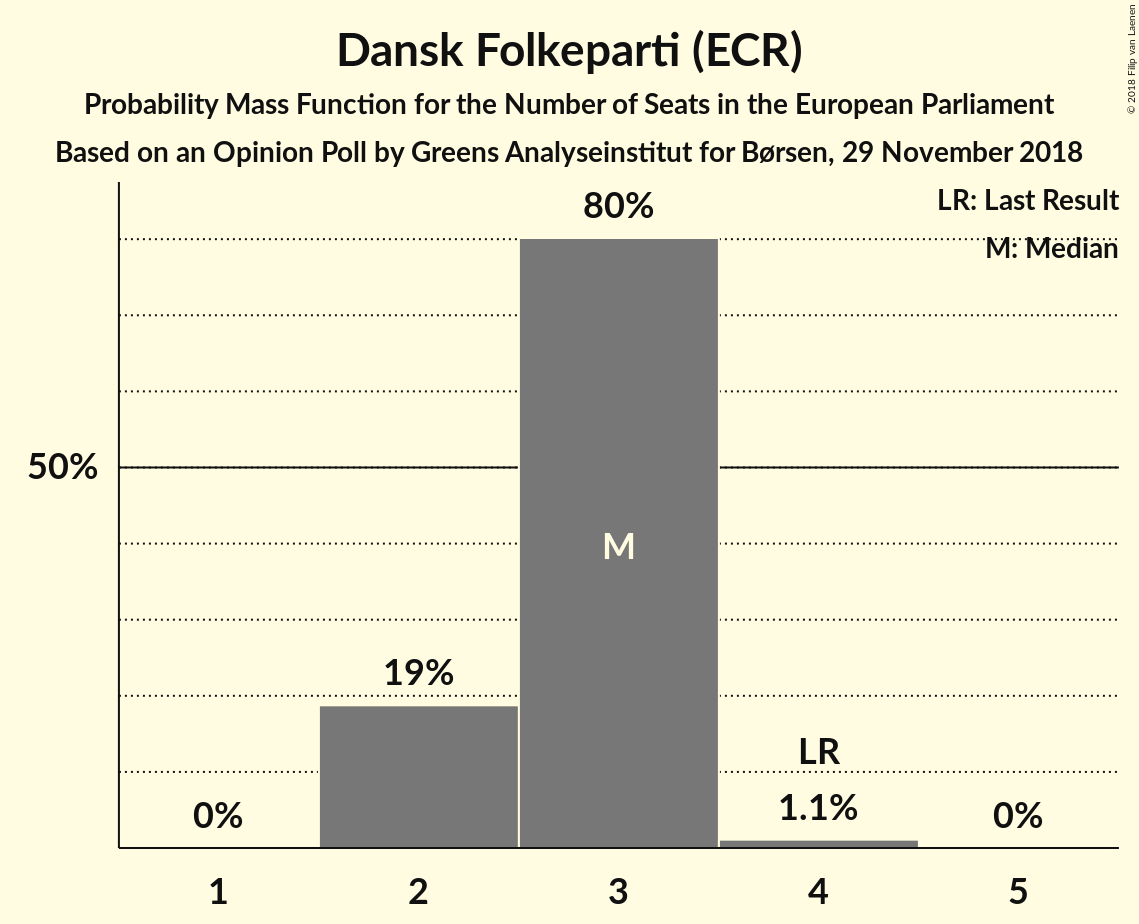 Dansk Folkeparti (ECR)
Probability Mass Function for the Number of Seats in the European Parliament
Based on an Opinion Poll by Greens Analyseinstitut for Børsen, 29 November 2018
© 2018 Filip van Laenen
LR: Last Result
M: Median
80%
50%
M
19%
LR
1.1%
0%
0%
1
2
3
4
5